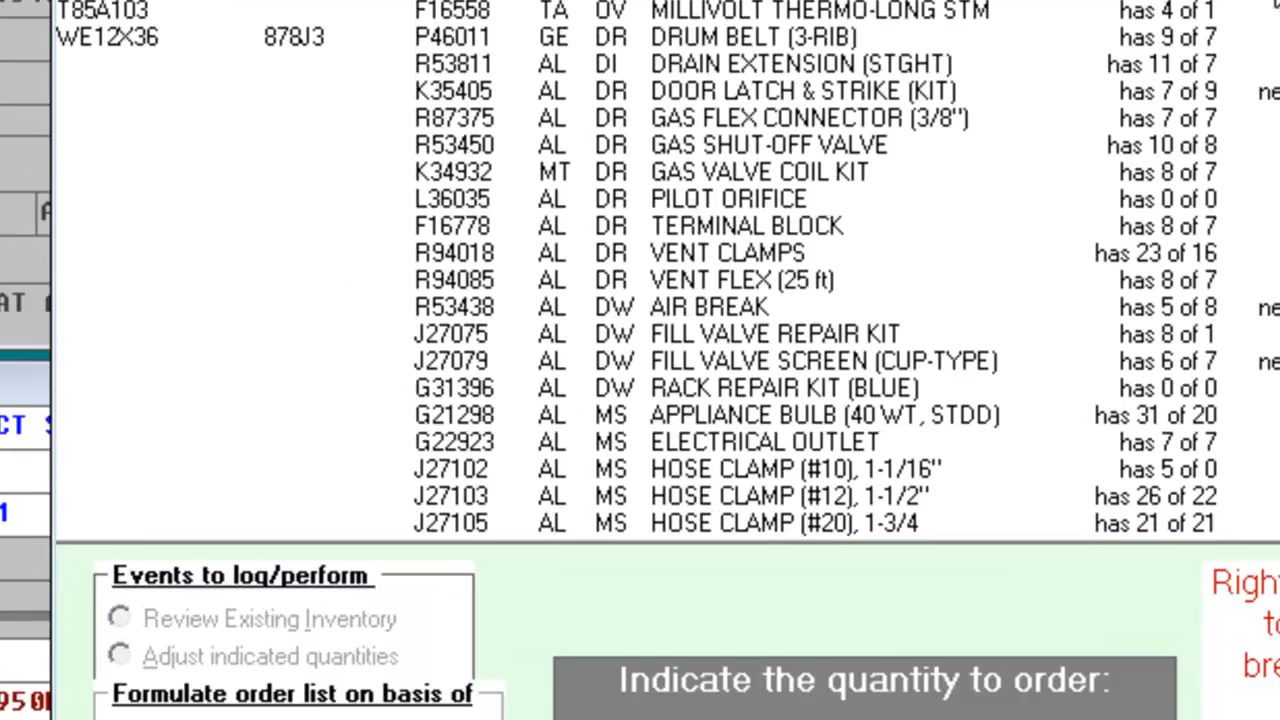 T85A103 F16558 TA OV MILLIVOLT THERMO-LONG STM has 4 of 1
WE12X36 878J3 P46011 GE DR DRUM BELT (3-RIB) has 9 of 7
R53811 AL DI DRAIN EXTENSION (STGHT) has 11 of 7
K35405 AL DR DOOR LATCH & STRIKE (KIT) has 7 of 9 ne
R87375 AL DR GAS FLEX CONNECTOR (3/8") has 7 of 7
R53450 AL DR GAS SHUT-OFF VALVE has 10 of 8
K34932 MT DR GAS VALVE COIL KIT has 8 of 7
L36035 AL DR PILOT ORIFICE has 0 of 0
F16778 AL DR TERMINAL BLOCK has 8 of 7
R94018 AL DR VENT CLAMPS has 23 of 16
R94085 AL DR VENT FLEX (25 ft) has 8 of 7
AT
R53438 AL DW AIR BREAK has 5 of 8 ne
J27075 AL DW FILL VALVE REPAIR KIT has 8 of 1
J27079 AL DW FILL VALVE SCREEN (CUP-TYPE) has 6 of 7 ne
G31396 AL DW RACK REPAIR KIT (BLUE) has 0 of 0
CT S
G21298 AL MS APPLIANCE BULB (40 WT, STDD) has 31 of 20
G22923 AL MS ELECTRICAL OUTLET has 7 of 7
J27102 AL MS HOSE CLAMP (#10), 1-1/16" has 5 of 0
J27103 AL MS HOSE CLAMP (#12), 1-1/2" has 26 of 22
1
J27105 AL MS HOSE CLAMP (#20), 1-3/4 has 21 of 21
Events to log/perform
Review Existing Inventory
Adjust indicated quantities
Formulate order list on basis of
Indicate the quantity to order:
Righ
to
bre
950